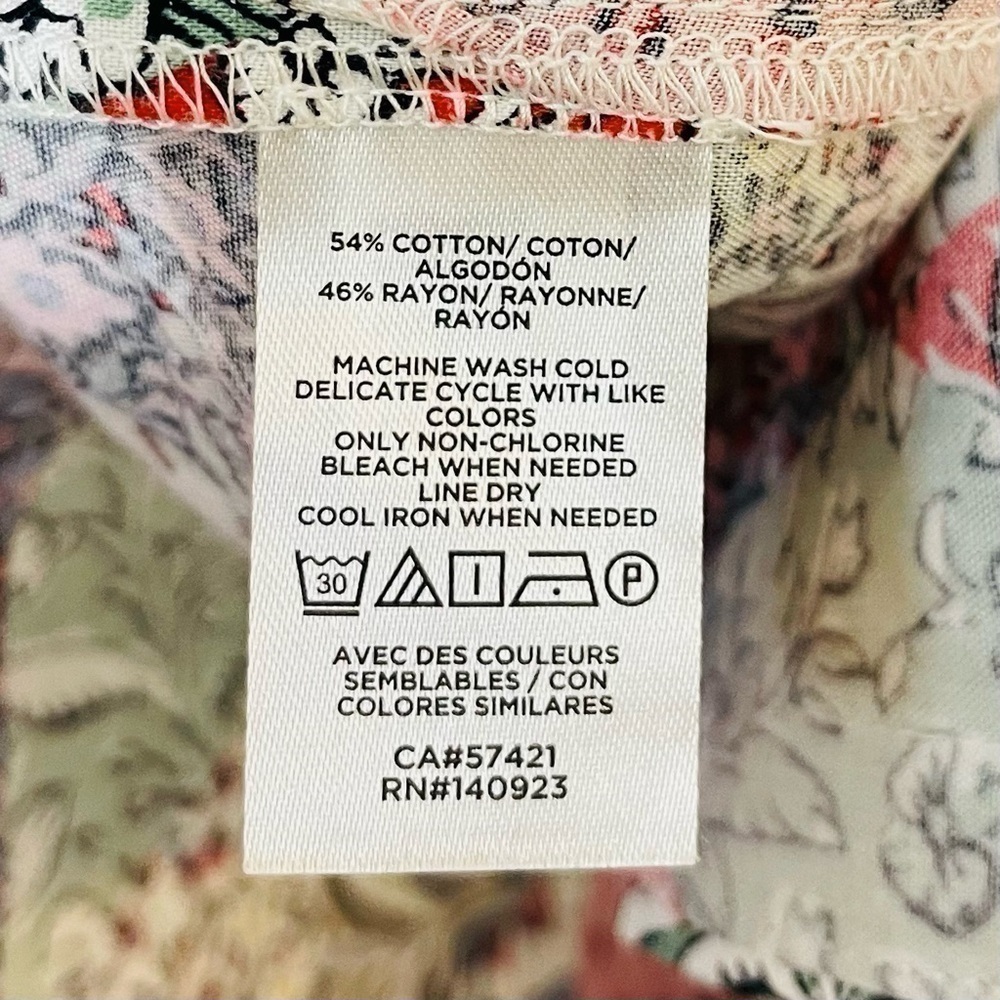 54% COTTON/ COTON/
ALGODÓN
46% RAYON/ RAYONNE/
RAYÓN
MACHINE WASH COLD
DELICATE CYCLE WITH LIKE
COLORS
ONLY NON-CHLORINE
BLEACH WHEN NEEDED
LINE DRY
COOL IRON WHEN NEEDED
30 P
AVEC DES COULEURS
SEMBLABLES / CON
COLORES SIMILARES
CA#57421
RN#140923